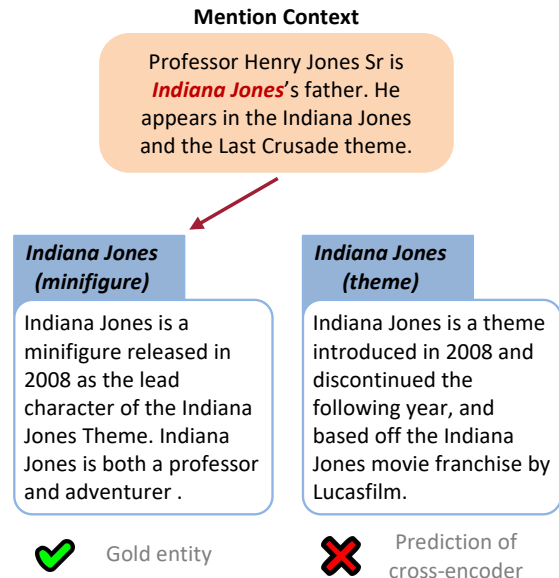 Mention Context
Professor Henry Jones Sr is
Indiana Jones's father. He
appears in the Indiana Jones
and the Last Crusade theme.
Indiana Jones
(minifigure)
Indiana Jones is a
minifigure released in
2008 as the lead
character of the Indiana
Jones Theme. Indiana
Jones is both a professor
and adventurer .
Indiana Jones
(theme)
Indiana Jones is a theme
introduced in 2008 and
discontinued the
following year, and
based off the Indiana
Jones movie franchise by
Lucasfilm.
Gold entity
Prediction of
cross-encoder